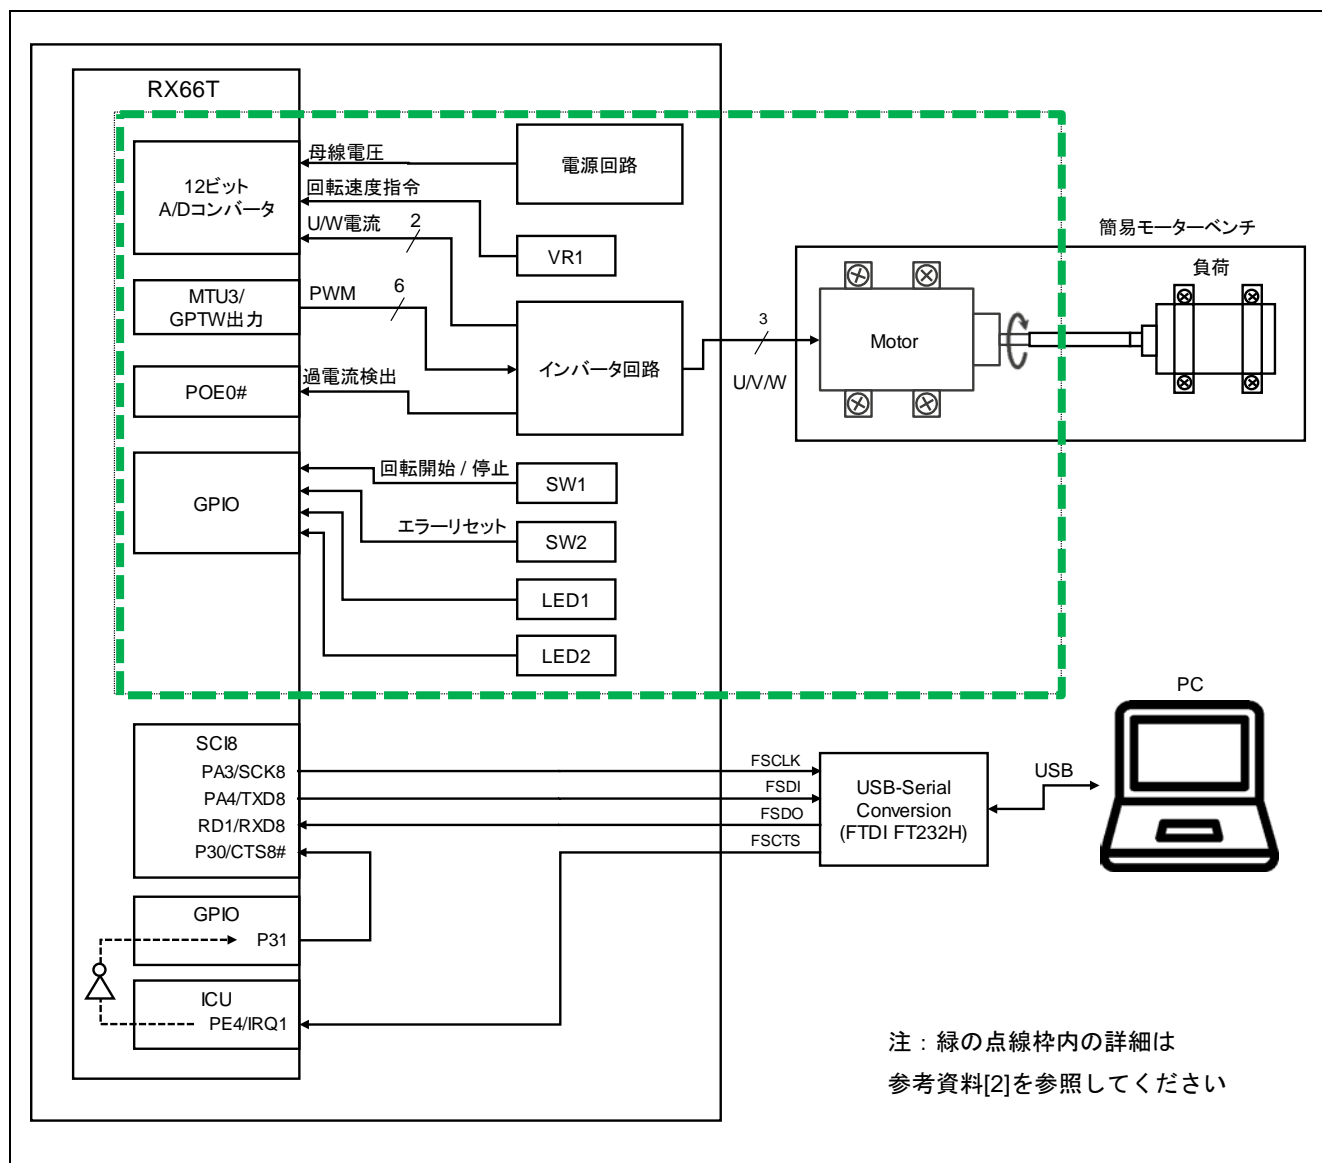 RX66T
12ビット
A/Dコンバータ
母線電圧
回転速度指令
U/W電流
2
電源回路
VR1
MTU3/
GPTW出力
PWM
6
インバータ回路
POE0#
過電流検出
3
U/V/W
簡易モーターベンチ
Motor
負荷
GPIO
回転開始 / 停止
SW1
エラーリセット
SW2
LED1
LED2
SCI8
PA3/SCK8
PA4/TXD8
RD1/RXD8
P30/CTS8#
FSCLK
FSDI
FSDO
FSCTS
USB-Serial
Conversion
(FTDI FT232H)
USB
PC
GPIO
P31
ICU
PE4/IRQ1
注：緑の点線枠内の詳細は
参考資料[2]を参照してください